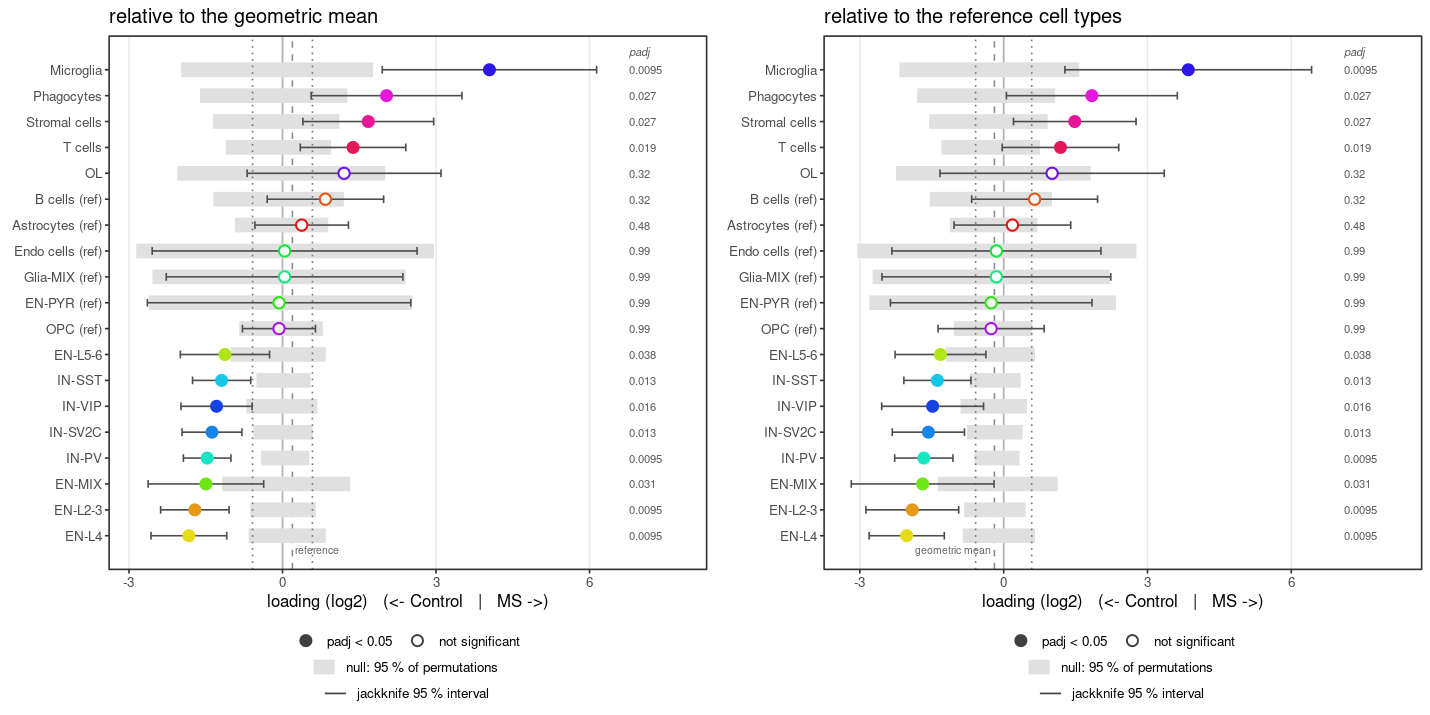 relative to the geometric mean
padj
Microglia 0.0095
Phagocytes 0.027
Stromal cells 0.027
T cells 0.019
OL 0.32
B cells (ref) 0.32
Astrocytes (ref) 0.48
Endo cells (ref) 0.99
Glia-MIX (ref) 0.99
EN-PYR (ref) 0.99
OPC (ref) 0.99
EN-L5-6 0.038
IN-SST 0.013
IN-VIP 0.016
IN-SV2C 0.013
IN-PV 0.0095
EN-MIX 0.031
EN-L2-3 0.0095
EN-L4 0.0095
reference
-3 0 3 6
loading (log2) (<- Control | MS ->)
padj < 0.05 not significant
null: 95 % of permutations
jackknife 95 % interval
relative to the reference cell types
padj
Microglia 0.0095
Phagocytes 0.027
Stromal cells 0.027
T cells 0.019
OL 0.32
B cells (ref) 0.32
Astrocytes (ref) 0.48
Endo cells (ref) 0.99
Glia-MIX (ref) 0.99
EN-PYR (ref) 0.99
OPC (ref) 0.99
EN-L5-6 0.038
IN-SST 0.013
IN-VIP 0.016
IN-SV2C 0.013
IN-PV 0.0095
EN-MIX 0.031
EN-L2-3 0.0095
EN-L4 0.0095
geometric mean
-3 0 3 6
loading (log2) (<- Control | MS ->)
padj < 0.05 not significant
null: 95 % of permutations
jackknife 95 % interval